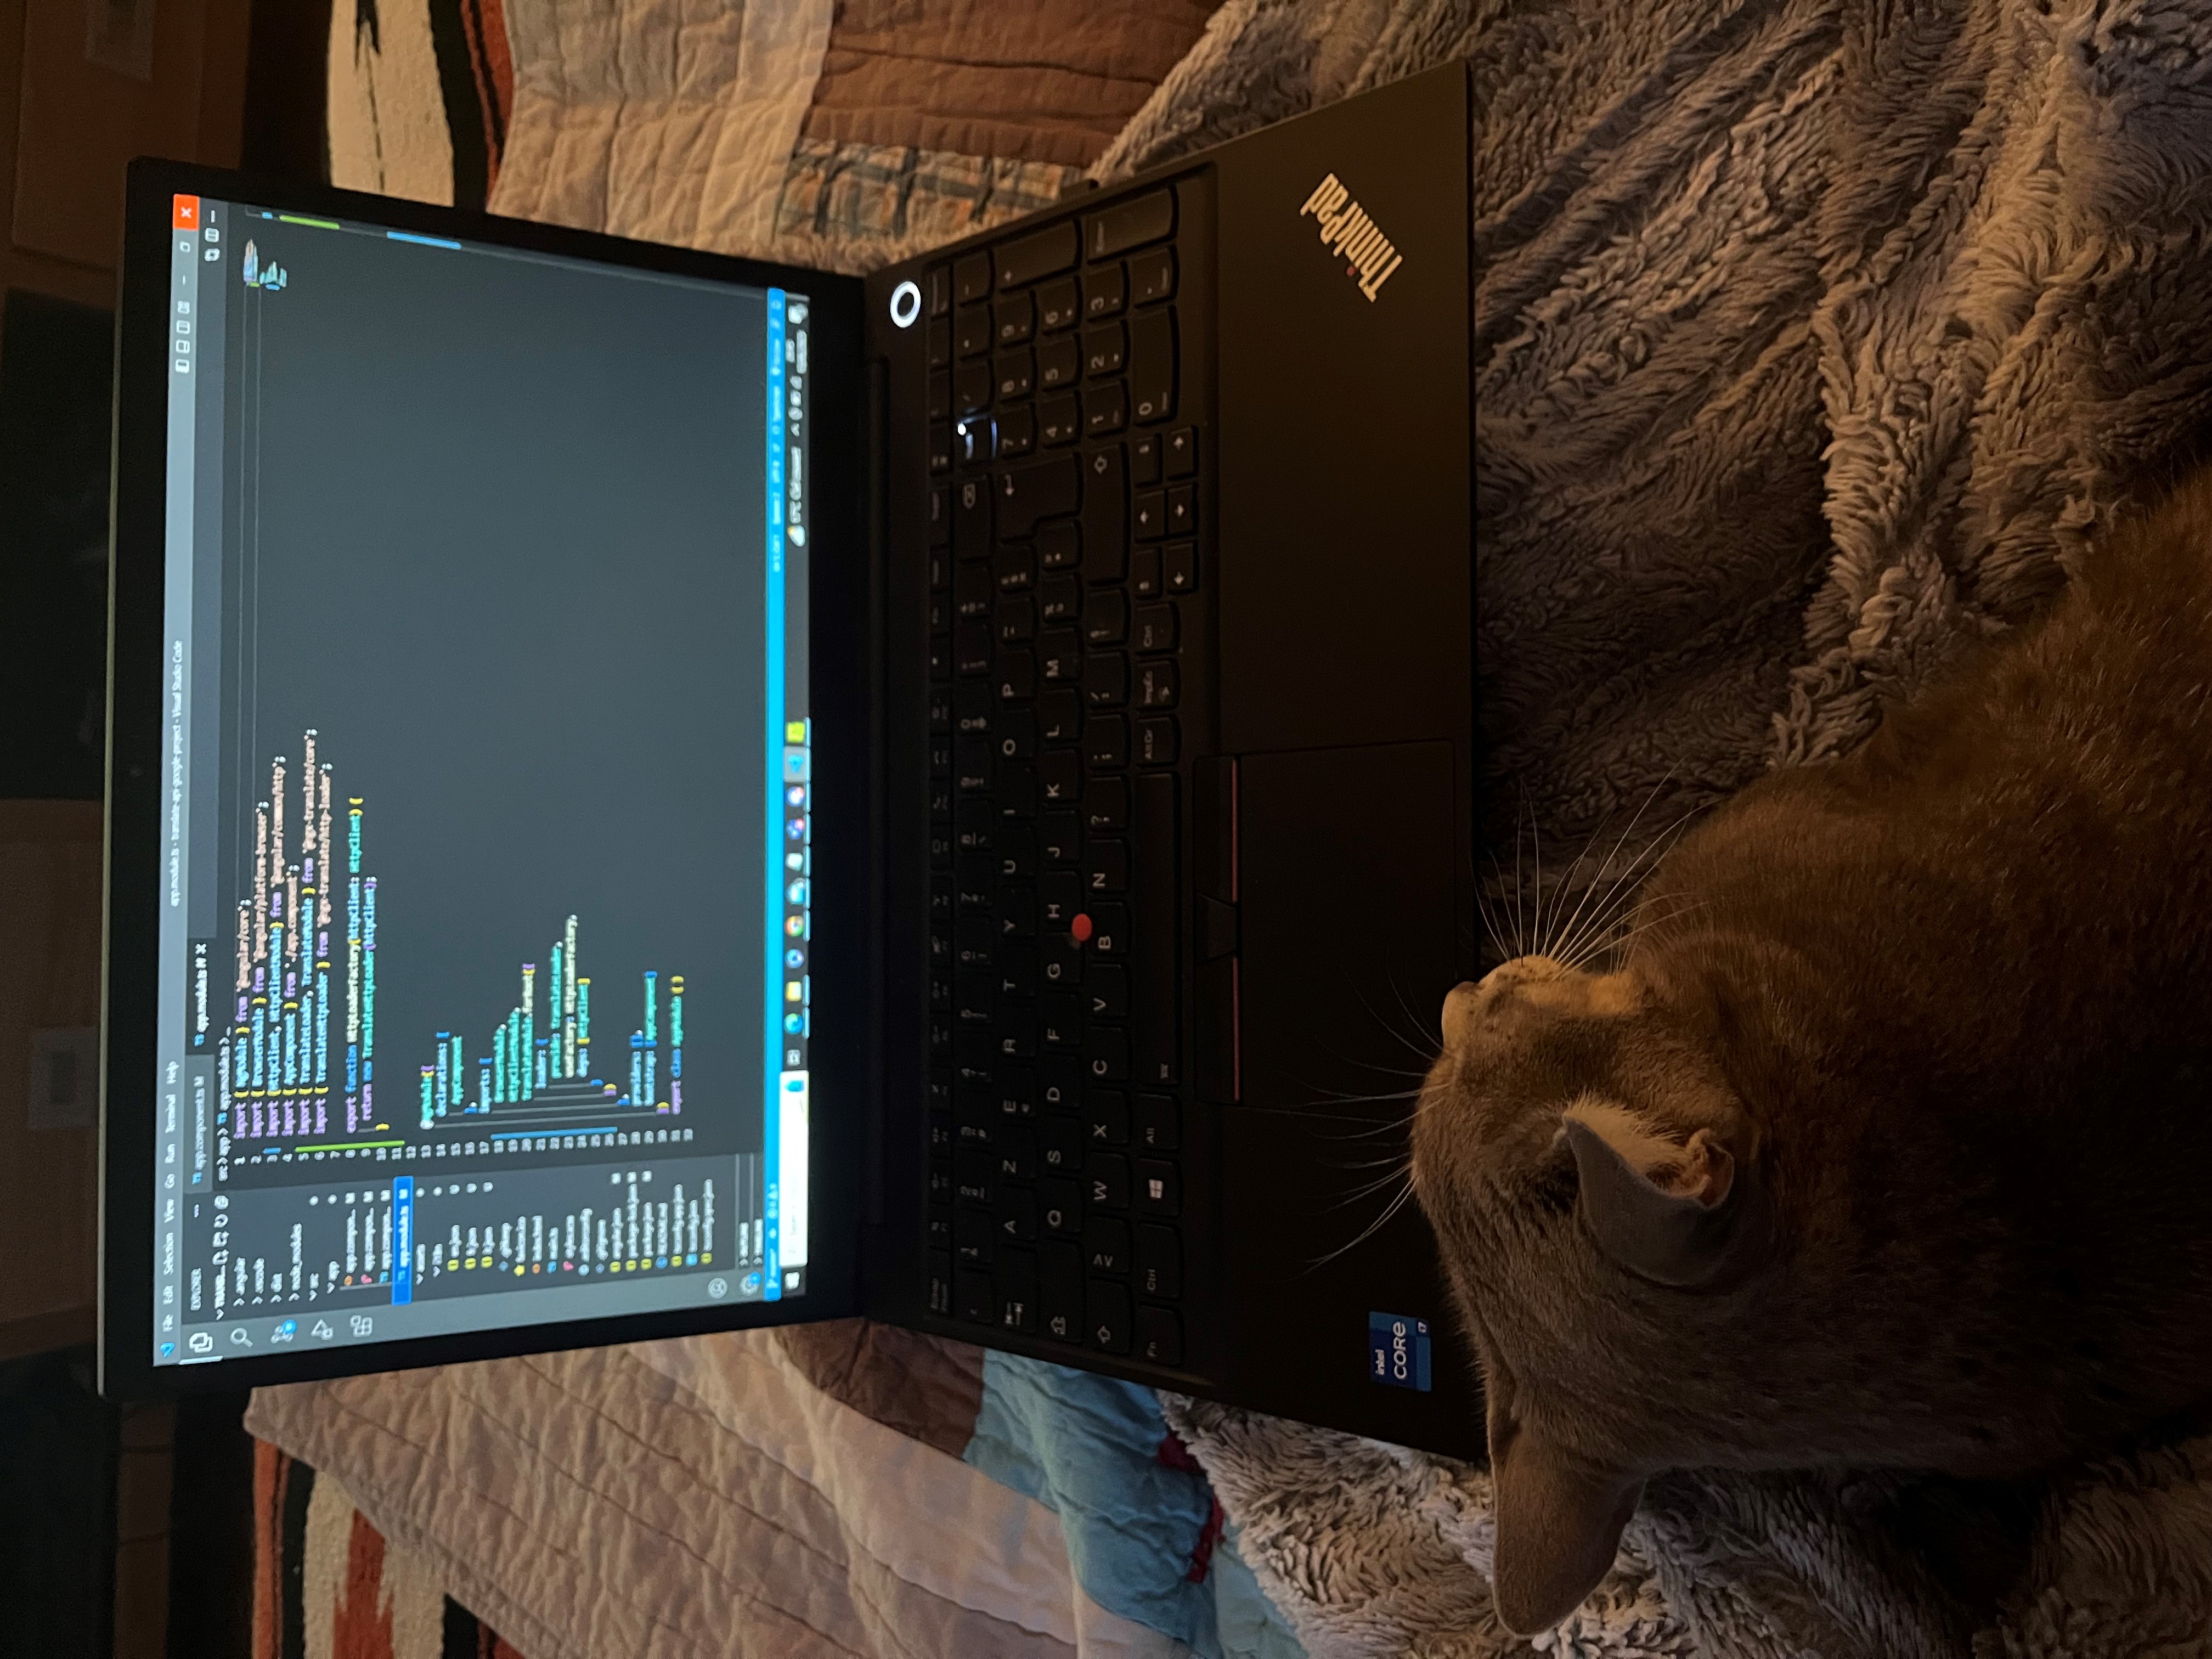 File Edit Selection View Go Run Terminal Help
app.module.ts - translate-api-google-project - Visual Studio Code
EXPLORER
TRANSL...
.angular
.vscode
dist
node_modules
src
app
app.compon... M
app.compon... M
app.compon... M
app.module.ts M
assets
i18n
en.json U
fr.json U
.gitkeep
favicon.ico
index.html
main.ts
styles.scss
.editorconfig
.gitignore
angular.json M
package-lock.json M
package.json M
README.md
tsconfig.app.json
tsconfig.json
tsconfig.spec.json
OUTLINE
TIMELINE
TS app.component.ts M
TS app.module.ts M
src > app > TS app.module.ts > ...
1 import { NgModule } from '@angular/core';
2 import { BrowserModule } from '@angular/platform-browser';
3 import {HttpClient, HttpClientModule} from '@angular/common/http';
4 import { AppComponent } from './app.component';
5 import { TranslateLoader, TranslateModule } from '@ngx-translate/core';
6 import { TranslateHttpLoader } from '@ngx-translate/http-loader';
7
8 export function HttpLoaderFactory(httpClient: HttpClient) {
9 return new TranslateHttpLoader(httpClient);
10 }
11
12
13 @NgModule({
14 declarations: [
15 AppComponent
16 ],
17 imports: [
18 BrowserModule,
19 HttpClientModule,
20 TranslateModule.forRoot({
21 loader: {
22 provide: TranslateLoader,
23 useFactory: HttpLoaderFactory,
24 deps: [HttpClient]
25 }
26 })
27 ],
28 providers: [],
29 bootstrap: [AppComponent]
30 })
31 export class AppModule { }
32
master*
17°C
A Z E R T Y U I O P
7 8 9 +
Q S D F G H J K L M
4 5 6
W X C V B N ?
1 2 3
Fn Ctrl Alt AltGr ImpEc Ctrl
0
intel
CORE
i7
ThinkPad